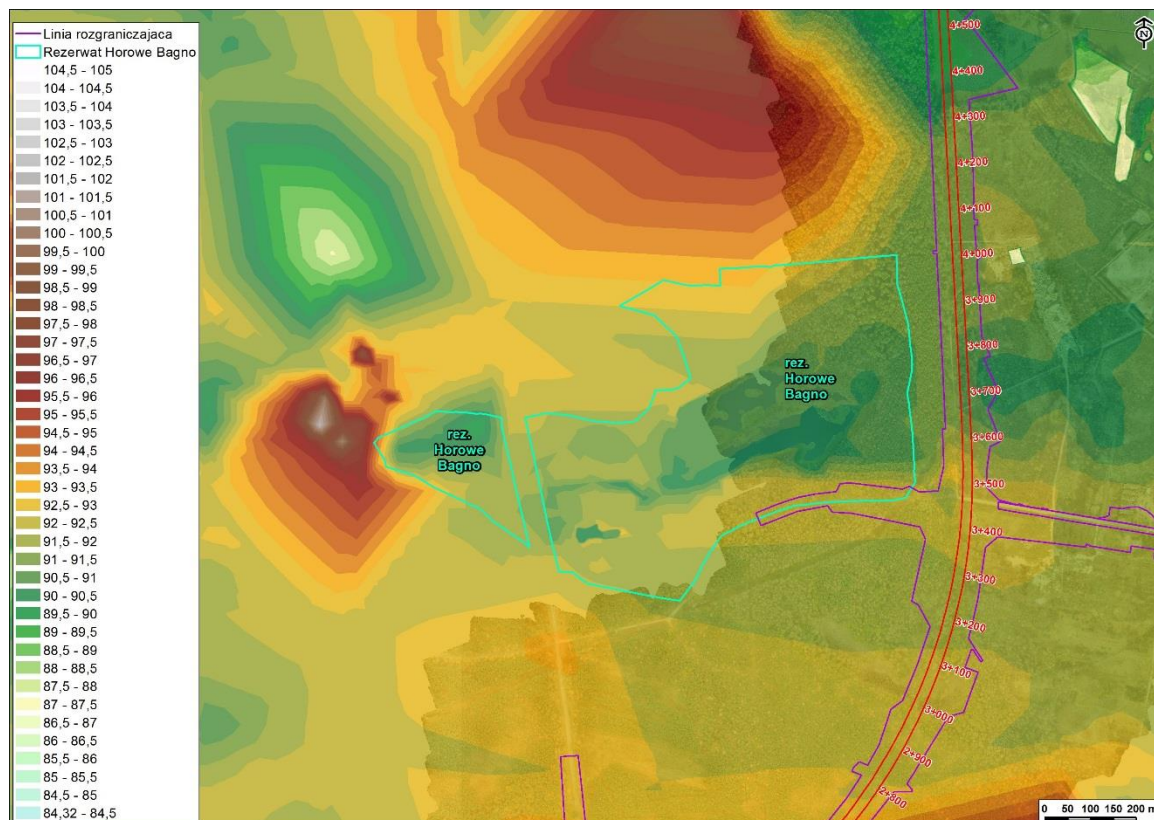 Linia rozgraniczajaca
Rezerwat Horowe Bagno
104,5 - 105
104 - 104,5
103,5 - 104
103 - 103,5
102,5 - 103
102 - 102,5
101,5 - 102
101 - 101,5
100,5 - 101
100 - 100,5
99,5 - 100
99 - 99,5
98,5 - 99
98 - 98,5
97,5 - 98
97 - 97,5
96,5 - 97
96 - 96,5
95,5 - 96
95 - 95,5
94,5 - 95
94 - 94,5
93,5 - 94
93 - 93,5
92,5 - 93
92 - 92,5
91,5 - 92
91 - 91,5
90,5 - 91
90 - 90,5
89,5 - 90
89 - 89,5
88,5 - 89
88 - 88,5
87,5 - 88
87 - 87,5
86,5 - 87
86 - 86,5
85,5 - 86
85 - 85,5
84,5 - 85
84,32 - 84,5
rez.
Horowe
Bagno
rez.
Horowe
Bagno
4+500
4+400
4+300
4+200
4+100
4+000
3+900
3+800
3+700
3+600
3+500
3+400
3+300
3+200
3+100
3+000
2+900
2+800
N
0 50 100 150 200 m